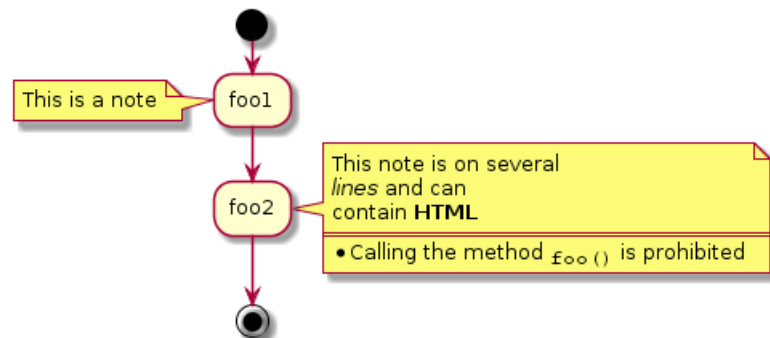 This is a note
foo1
This note is on several
lines and can
contain HTML
foo2
• Calling the method foo() is prohibited